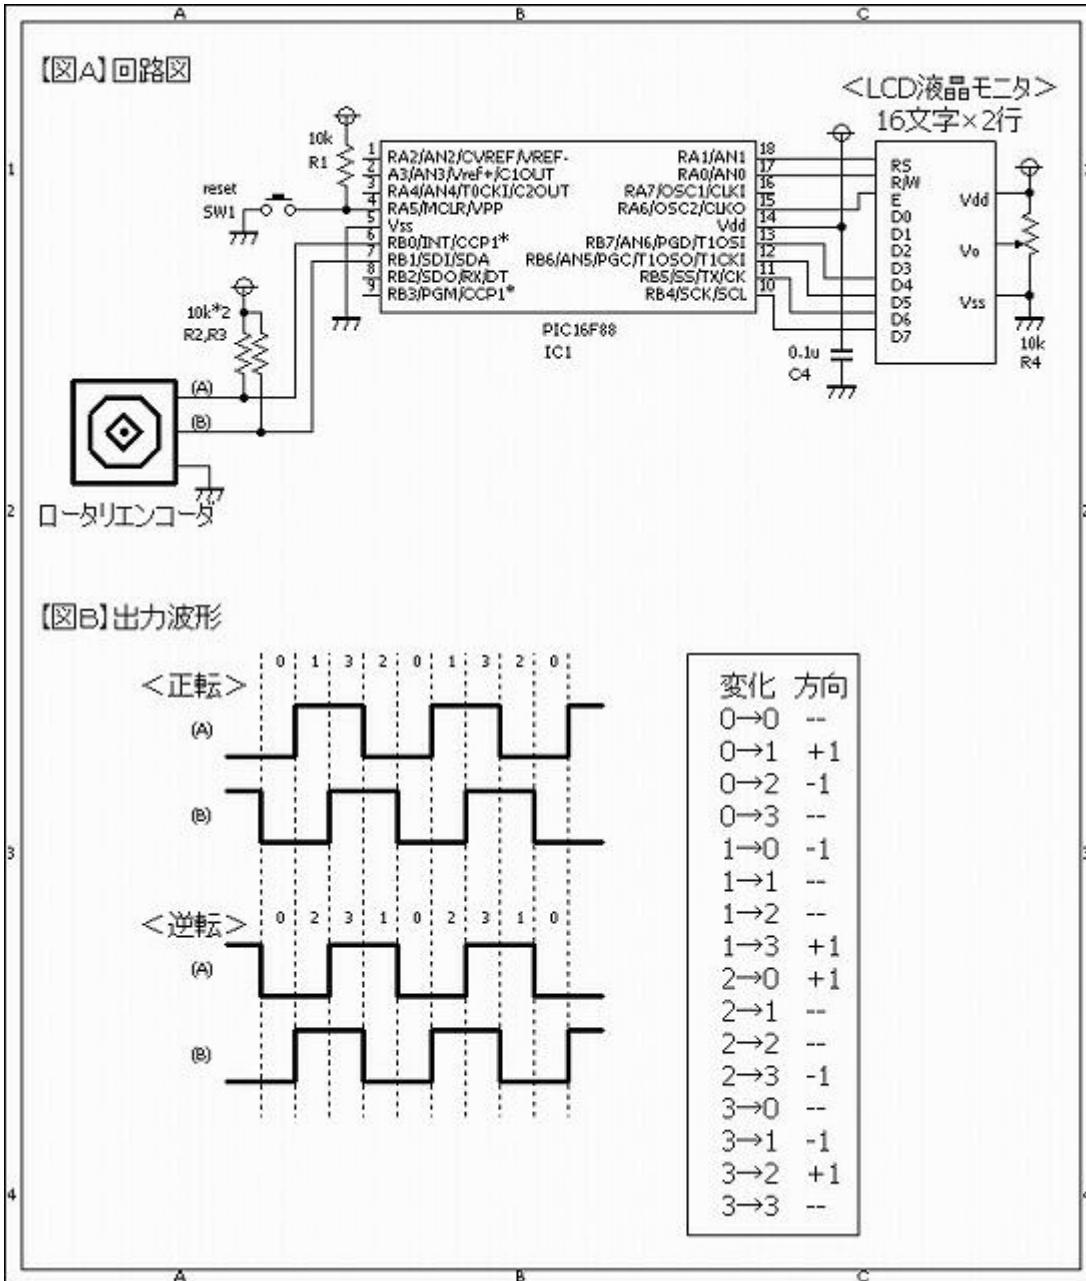 A B C
【図A】回路図
<LCD液晶モニタ>
16文字×2行
10k
R1
reset
SW1
1 RA2/AN2/CVREF/VREF-
2 A3/AN3/Vref+/C1OUT
3 RA4/AN4/T0CKI/C2OUT
4 RA5/MCLR/VPP
5 Vss
6 RB0/INT/CCP1*
7 RB1/SDI/SDA
8 RB2/SDO/RX/DT
9 RB3/PGM/CCP1*
RA1/AN1 18
RA0/AN0 17
RA7/OSC1/CLKI 16
RA6/OSC2/CLKO 15
Vdd 14
RB7/AN6/PGD/T1OSI 13
RB6/AN5/PGC/T1OSO/T1CKI 12
RB5/SS/TX/CK 11
RB4/SCK/SCL 10
PIC16F88
IC1
RS
R/W
E
D0
D1
D2
D3
D4
D5
D6
D7
Vdd
Vo
Vss
10k
R4
0.1u
C4
10k*2
R2,R3
(A)
(B)
ロータリエンコーダ
【図B】出力波形
<正転>
0 1 3 2 0 1 3 2 0
(A)
(B)
<逆転>
0 2 3 1 0 2 3 1 0
(A)
(B)
変化 方向
0→0 --
0→1 +1
0→2 -1
0→3 --
1→0 -1
1→1 --
1→2 --
1→3 +1
2→0 +1
2→1 --
2→2 --
2→3 -1
3→0 --
3→1 -1
3→2 +1
3→3 --
1
2
3
4
1
2
3
4
A B C